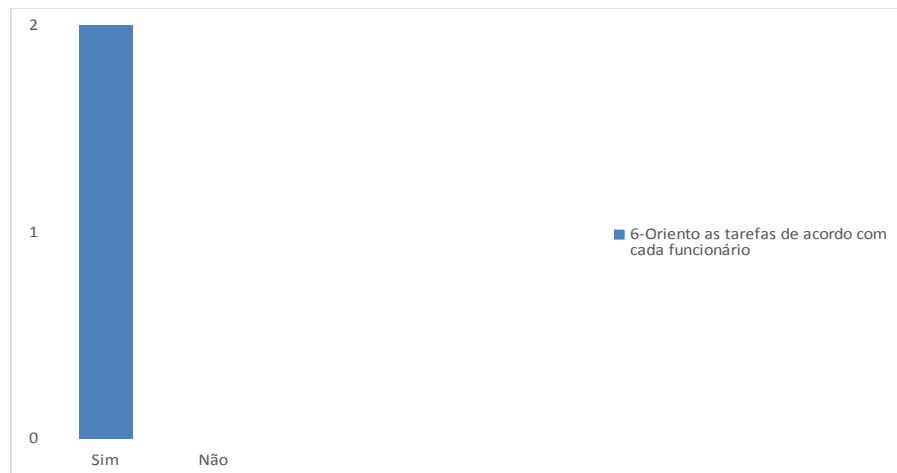 2
1
0
Sim
Não
6-Oriento as tarefas de acordo com
cada funcionário